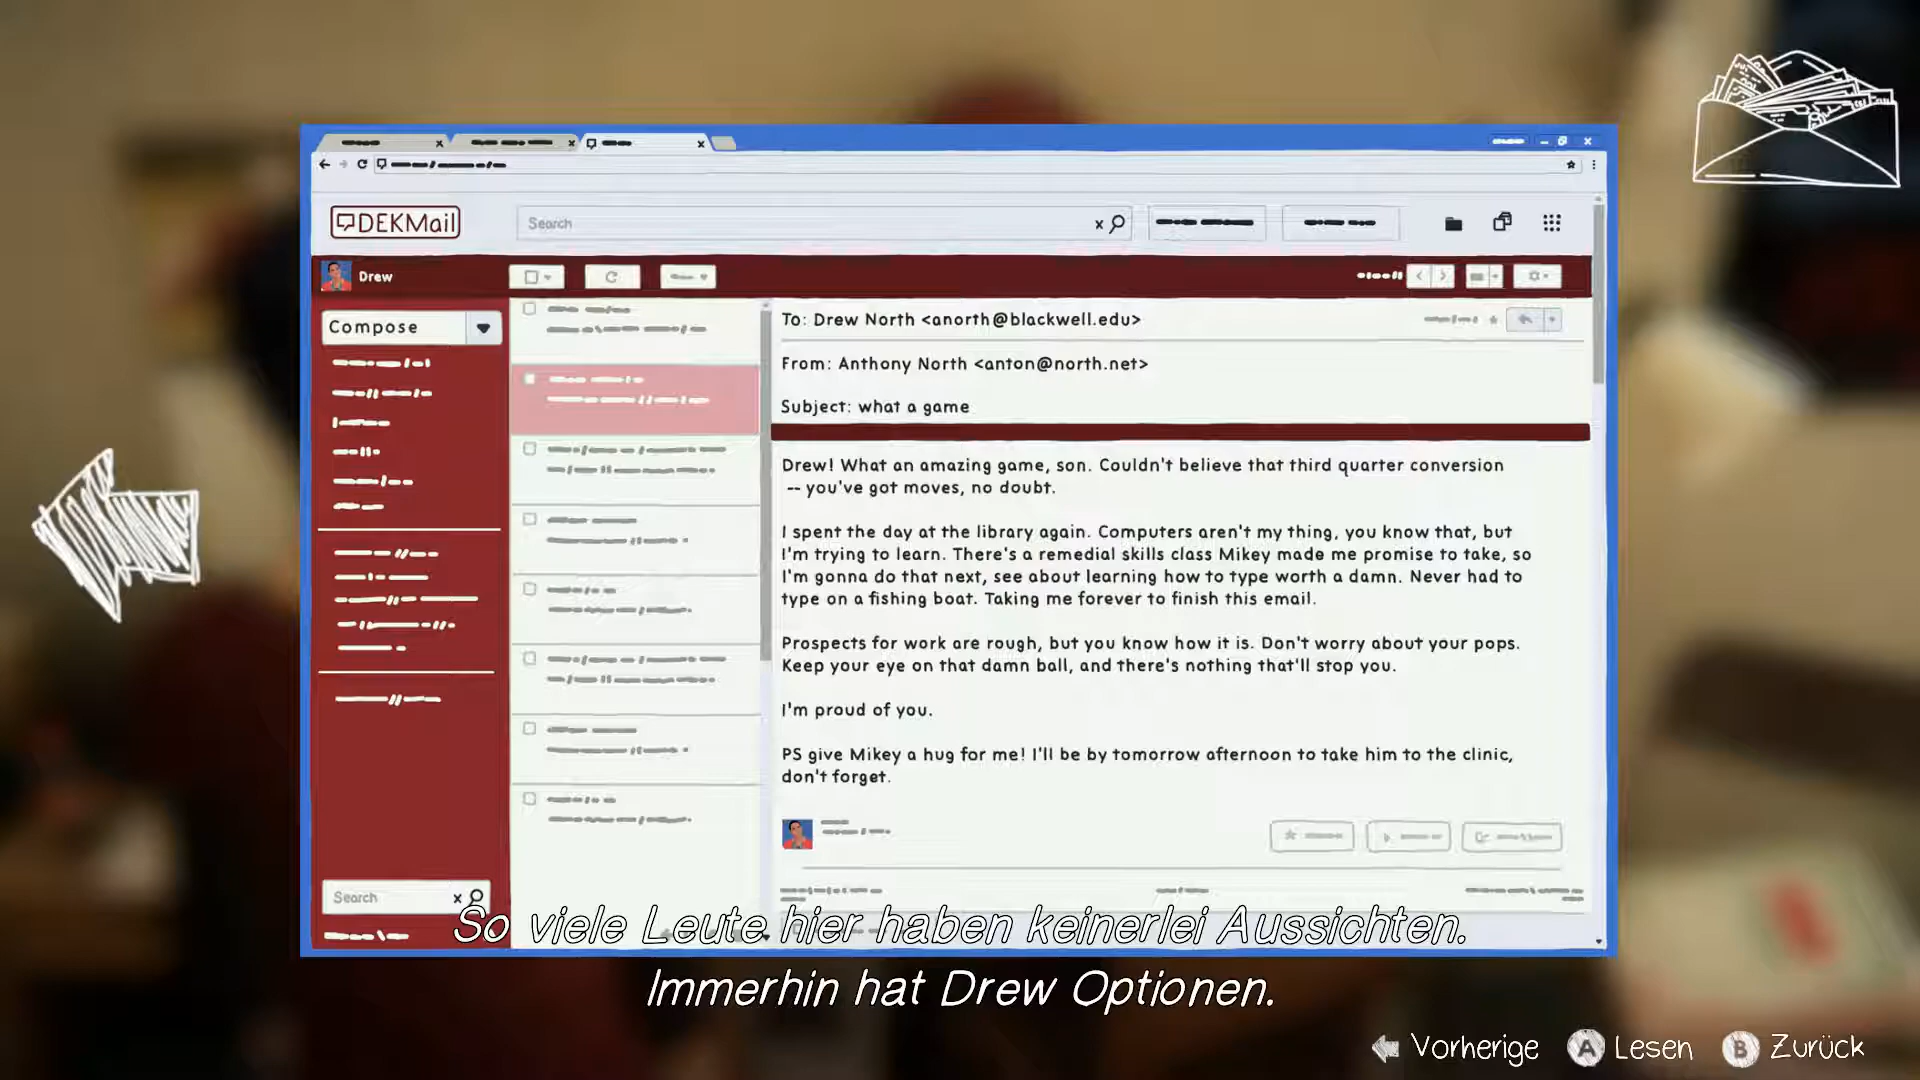 DEKMail
Search
Drew
Compose
To: Drew North <anorth@blackwell.edu>
From: Anthony North <anton@north.net>
Subject: what a game
Drew! What an amazing game, son. Couldn't believe that third quarter conversion
-- you've got moves, no doubt.
I spent the day at the library again. Computers aren't my thing, you know that, but
I'm trying to learn. There's a remedial skills class Mikey made me promise to take, so
I'm gonna do that next, see about learning how to type worth a damn. Never had to
type on a fishing boat. Taking me forever to finish this email.
Prospects for work are rough, but you know how it is. Don't worry about your pops.
Keep your eye on that damn ball, and there's nothing that'll stop you.
I'm proud of you.
PS give Mikey a hug for me! I'll be by tomorrow afternoon to take him to the clinic,
don't forget.
Search
So viele Leute hier haben keinerlei Aussichten.
Immerhin hat Drew Optionen.
Vorherige A Lesen B Zurück